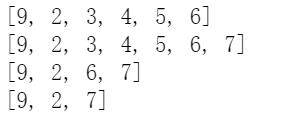 [9, 2, 3, 4, 5, 6]
[9, 2, 3, 4, 5, 6, 7]
[9, 2, 6, 7]
[9, 2, 7]